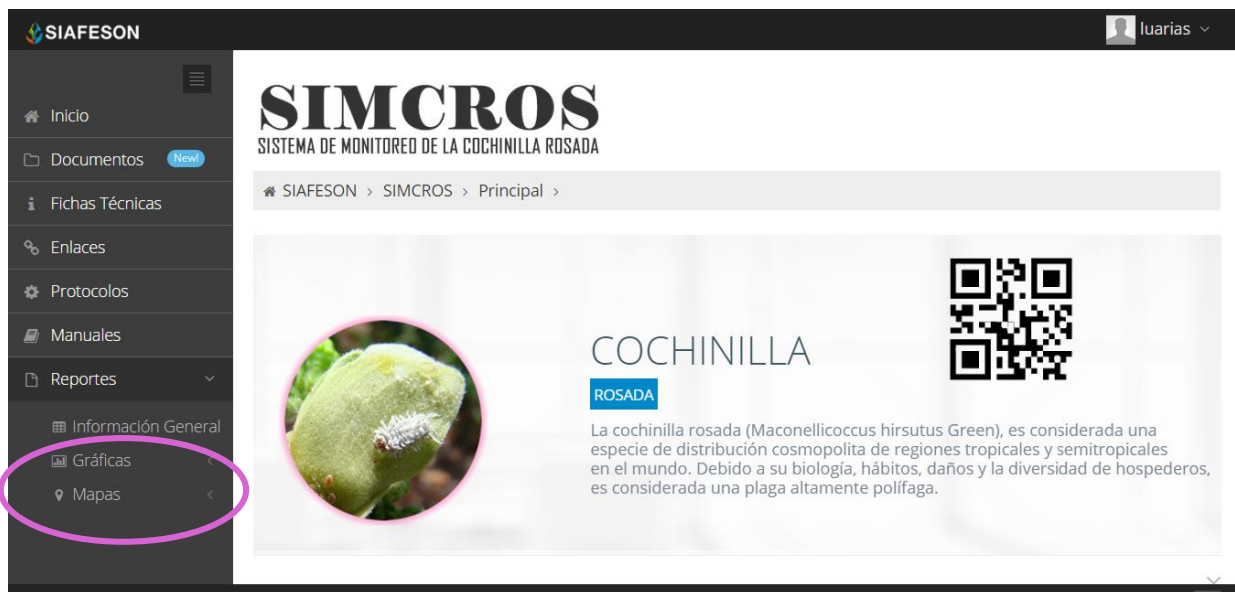 SIAFESON
luarias
Inicio
Documentos New!
Fichas Técnicas
Enlaces
Protocolos
Manuales
Reportes
Información General
Gráficas
Mapas
SIMCROS
SISTEMA DE MONITOREO DE LA COCHINILLA ROSADA
SIAFESON > SIMCROS > Principal >
COCHINILLA
ROSADA
La cochinilla rosada (Maconellicoccus hirsutus Green), es considerada una
especie de distribución cosmopolita de regiones tropicales y semitropicales
en el mundo. Debido a su biología, hábitos, daños y la diversidad de hospederos,
es considerada una plaga altamente polífaga.